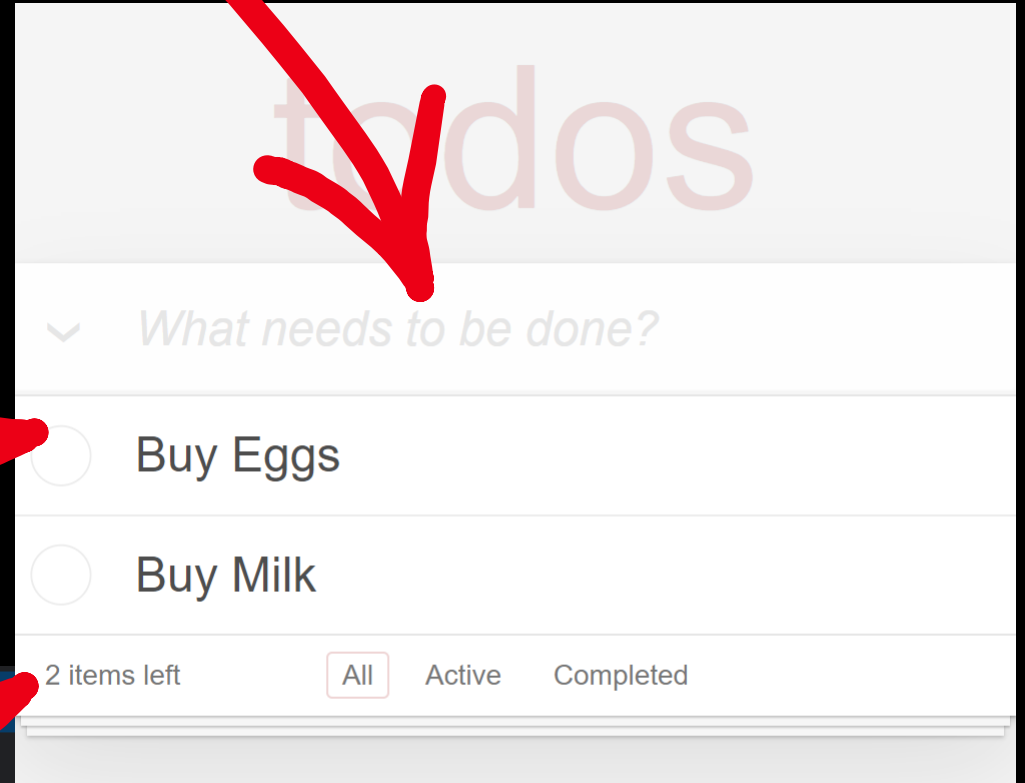 todos
What needs to be done?
Buy Eggs
Buy Milk
2 items left All Active Completed